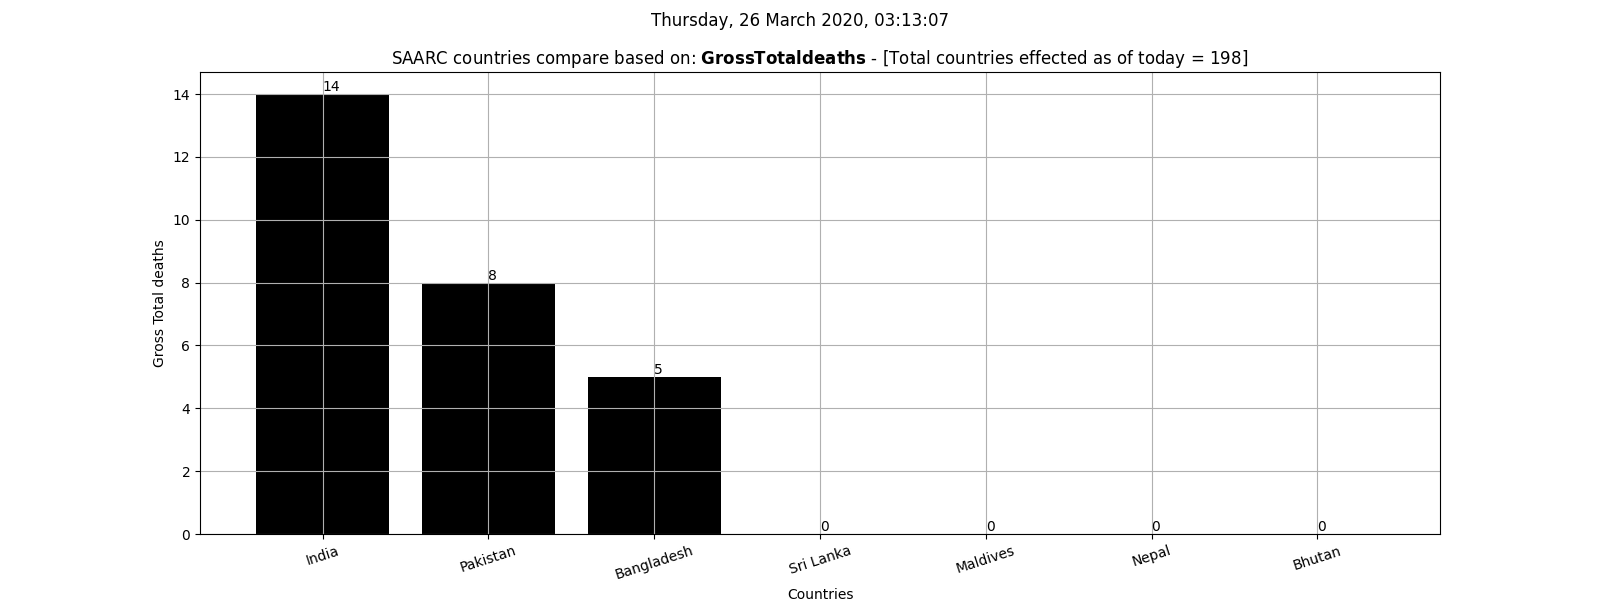 Thursday, 26 March 2020, 03:13:07
SAARC countries compare based on: GrossTotaldeaths - [Total countries effected as of today = 198]
14
12
10
8
6
4
2
0
Gross Total deaths
14
8
5
0
0
0
0
India
Pakistan
Bangladesh
Sri Lanka
Maldives
Nepal
Bhutan
Countries